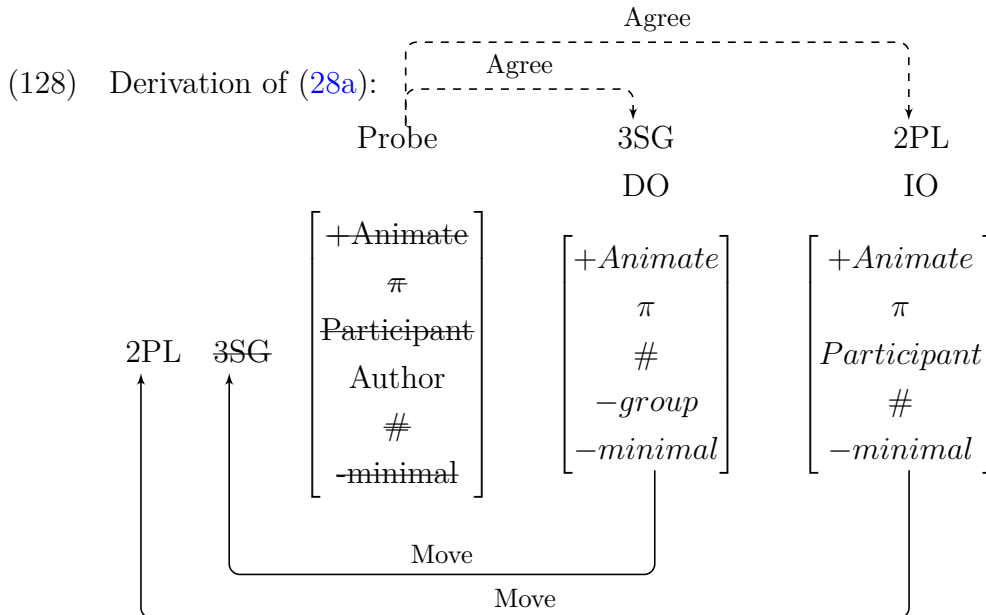 Agree
Agree
(128) Derivation of (28a):
Probe 3SG 2PL
DO IO
+Animate
π
Participant
Author
#
-minimal
+Animate
π
#
−group
−minimal
+Animate
π
Participant
#
−minimal
2PL 3SG
Move
Move